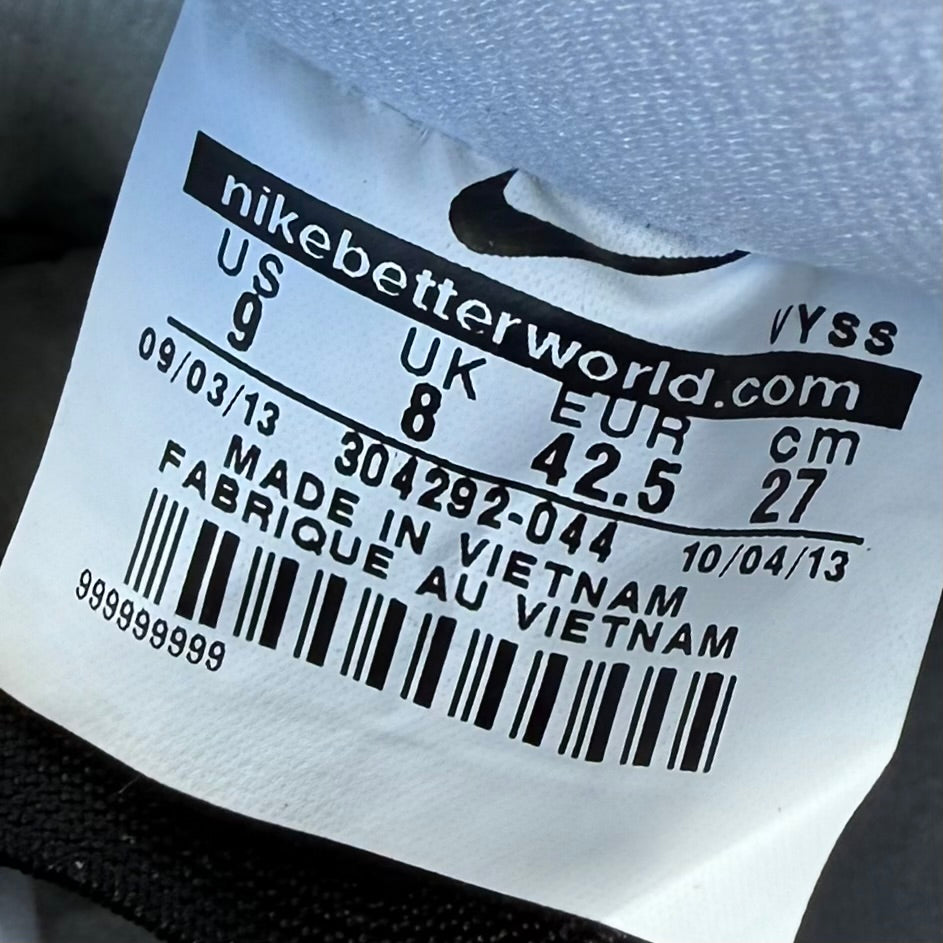 VYSS
nikebetterworld.com
US UK EUR cm
9 8 42.5 27
09/03/13 304292-044 10/04/13
MADE IN VIETNAM
FABRIQUE AU VIETNAM
999999999